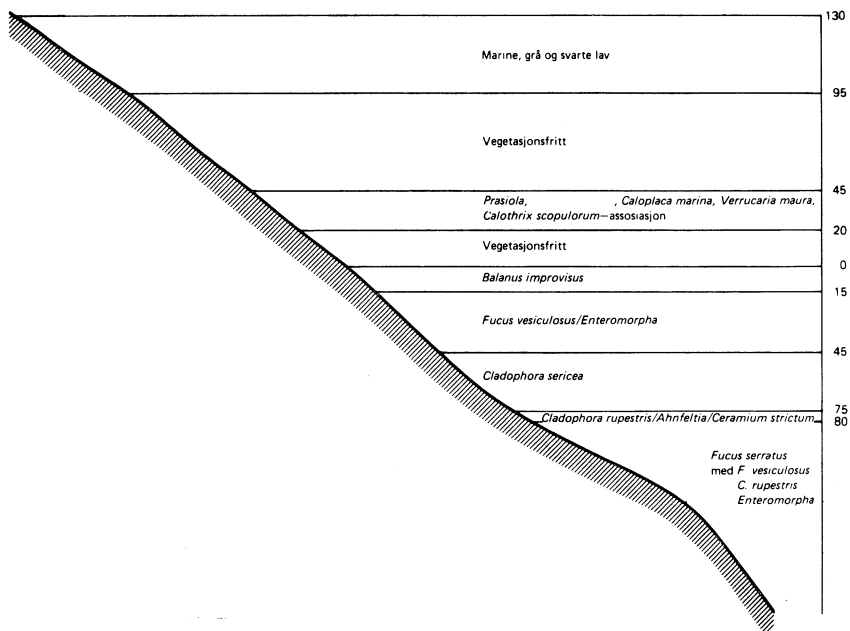 130
Marine, grå og svarte lav
95
Vegetasjonsfritt
45
Prasiola, , Caloplaca marina, Verrucaria maura,
Calothrix scopulorum—assosiasjon
20
Vegetasjonsfritt
0
Balanus improvisus
15
Fucus vesiculosus/Enteromorpha
45
Cladophora sericea
75
Cladophora rupestris/Ahnfeltia/Ceramium strictum
80
Fucus serratus
med F vesiculosus
C. rupestris
Enteromorpha